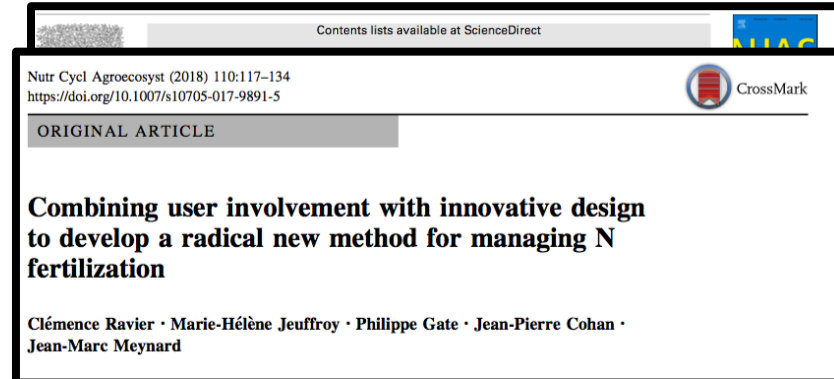 Contents lists available at ScienceDirect
Nutr Cycl Agroecosyst (2018) 110:117–134
https://doi.org/10.1007/s10705-017-9891-5
CrossMark
ORIGINAL ARTICLE
Combining user involvement with innovative design
to develop a radical new method for managing N
fertilization
Clémence Ravier · Marie-Hélène Jeuffroy · Philippe Gate · Jean-Pierre Cohan ·
Jean-Marc Meynard